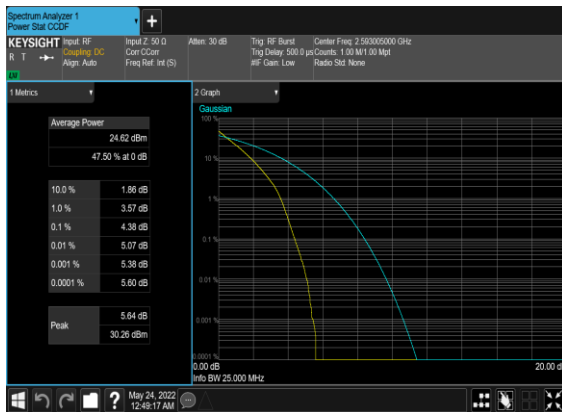 Spectrum Analyzer 1
Power Stat CCDF
+
KEYSIGHT
R T
LXI
Input: RF
Coupling: DC
Align: Auto
Input Z: 50 Ω
Corr CCorr
Freq Ref: Int (S)
Atten: 30 dB
Trig: RF Burst
Trig Delay: 500.0 µs
#IF Gain: Low
Center Freq: 2.593005000 GHz
Counts: 1.00 M/1.00 Mpt
Radio Std: None
1 Metrics
Average Power
24.62 dBm
47.50 % at 0 dB
10.0 % 1.86 dB
1.0 % 3.57 dB
0.1 % 4.38 dB
0.01 % 5.07 dB
0.001 % 5.38 dB
0.0001 % 5.60 dB
Peak
5.64 dB
30.26 dBm
2 Graph
Gaussian
100 %
10 %
1 %
0.1 %
0.01 %
0.001 %
0.0001 %
0.00 dB
20.00 d
Info BW 25.000 MHz
?
May 24, 2022
12:49:17 AM